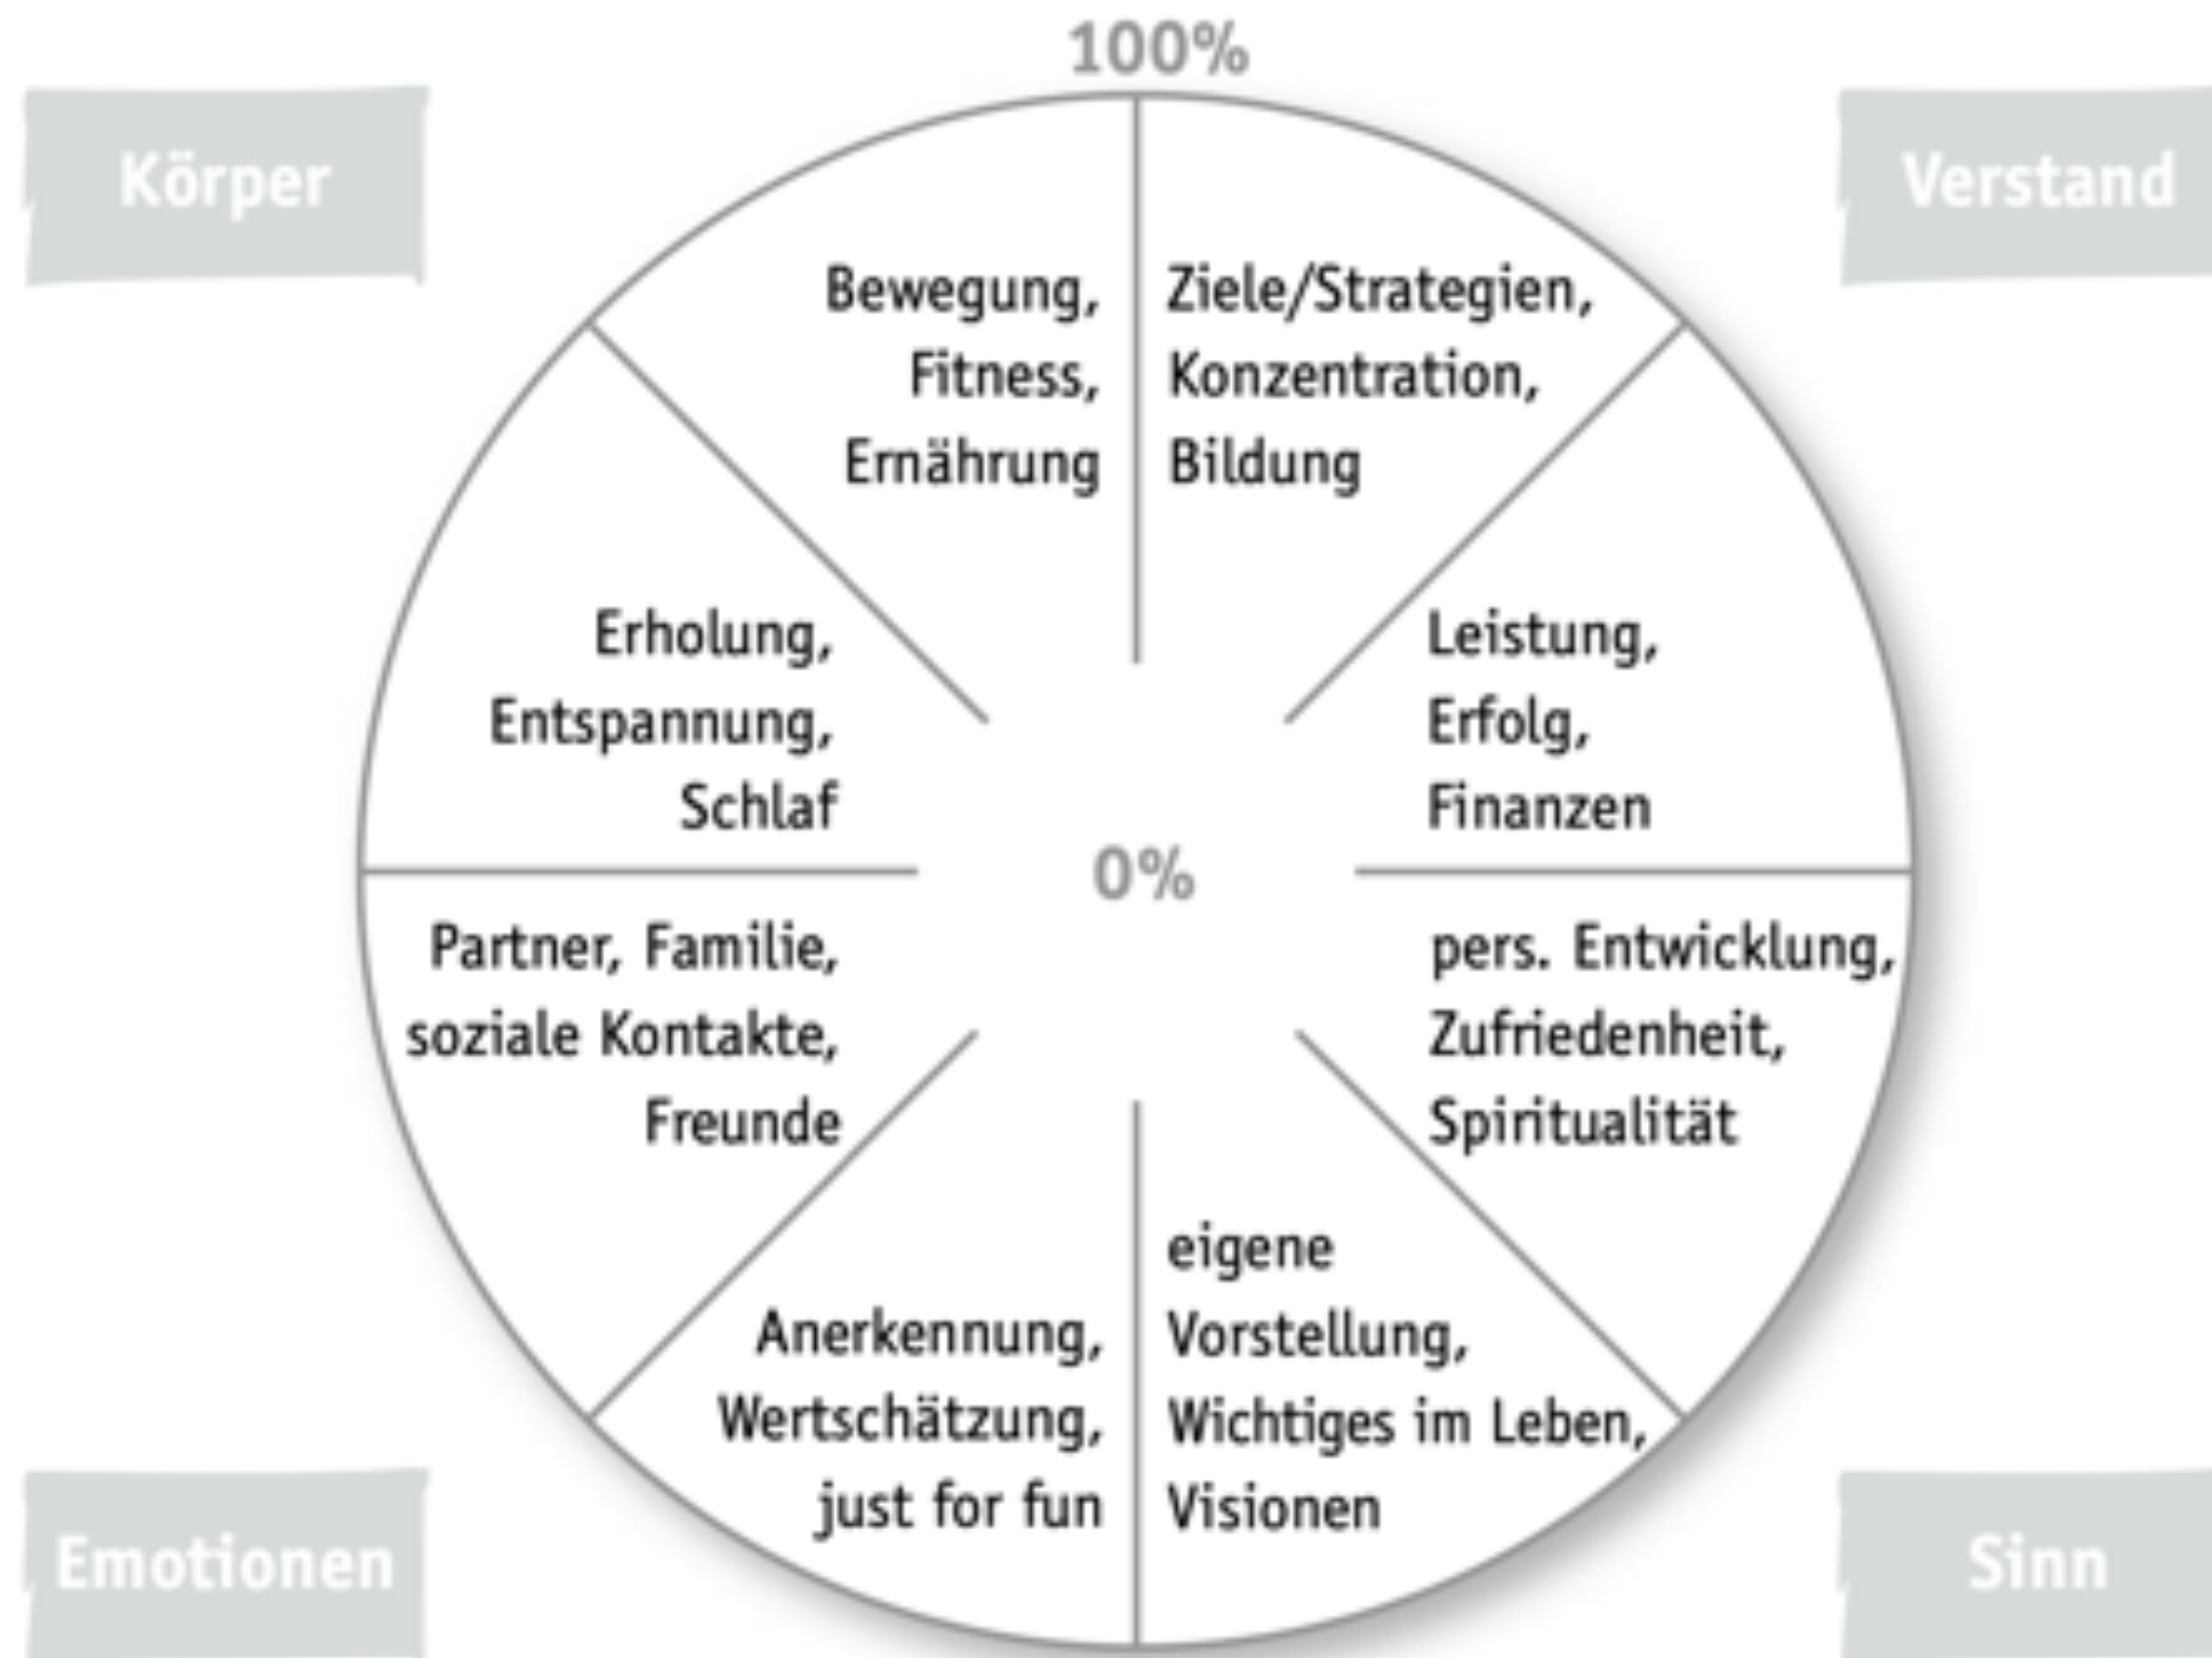 100%
Körper
Verstand
Bewegung,
Fitness,
Ernährung
Ziele/Strategien,
Konzentration,
Bildung
Erholung,
Entspannung,
Schlaf
Leistung,
Erfolg,
Finanzen
0%
Partner, Familie,
soziale Kontakte,
Freunde
pers. Entwicklung,
Zufriedenheit,
Spiritualität
Anerkennung,
Wertschätzung,
just for fun
eigene
Vorstellung,
Wichtiges im Leben,
Visionen
Emotionen
Sinn